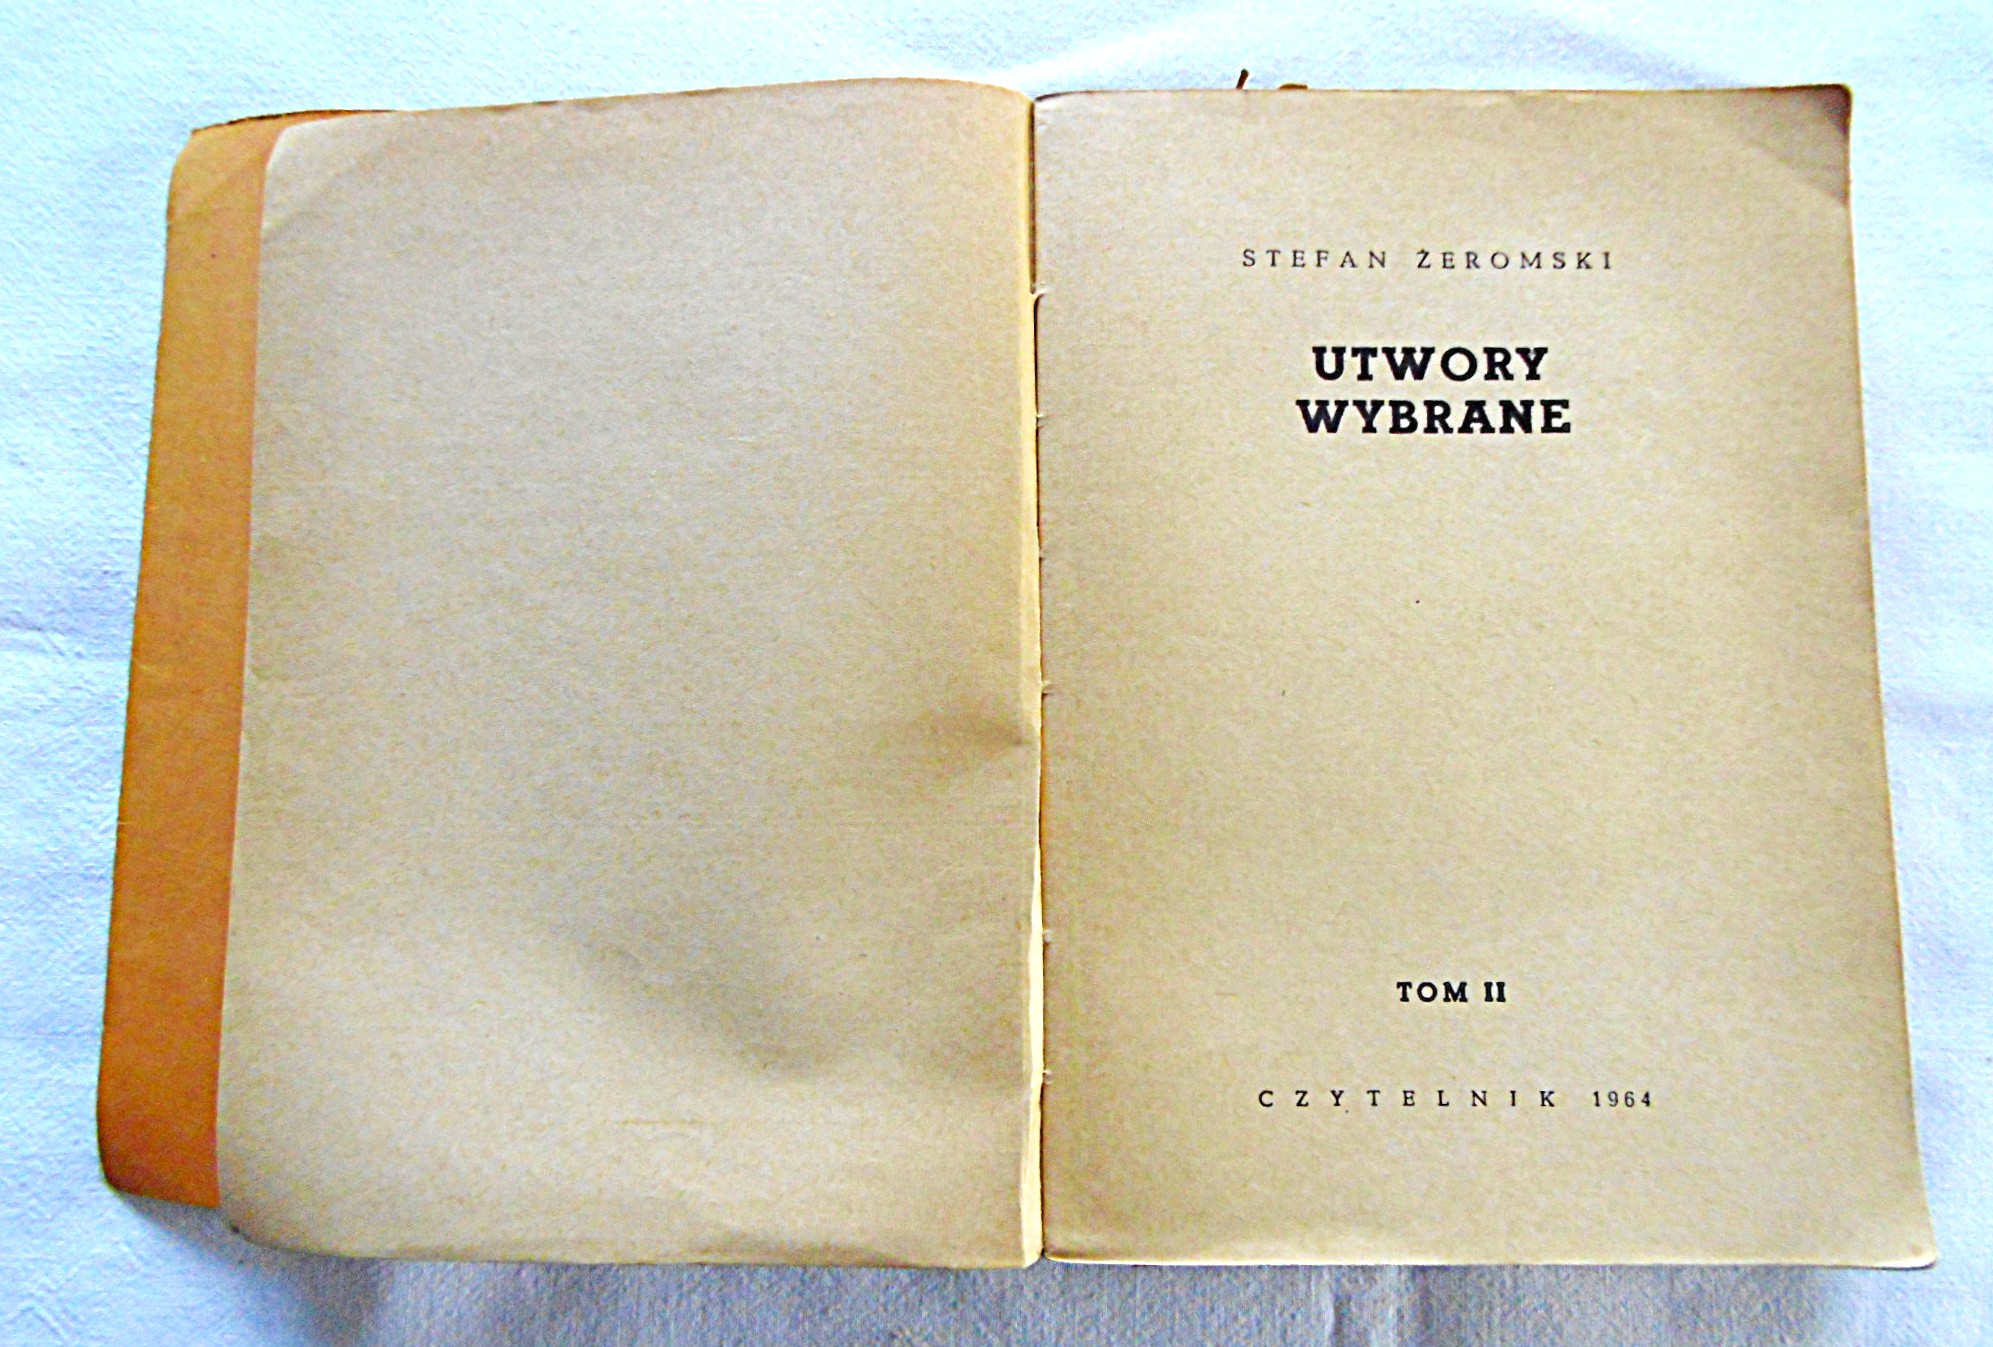 STEFAN ŻEROMSKI
UTWORY
WYBRANE
TOM II
CZYTELNIK 1964